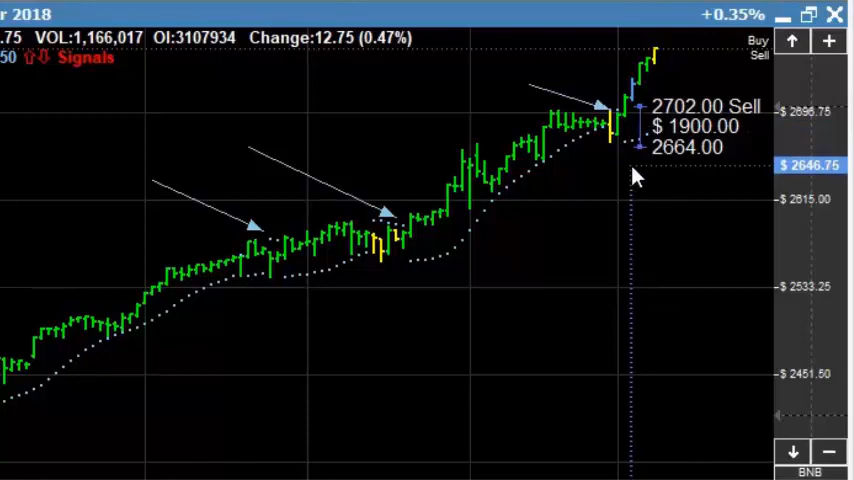 r 2018
+0.35%
.75 VOL:1,166,017 OI:3107934 Change:12.75 (0.47%)
50 Signals
Buy
Sell
2702.00 Sell
$ 1900.00
2664.00
$ 2696.75
$ 2646.75
$ 2615.00
$ 2533.25
$ 2451.50
BNB